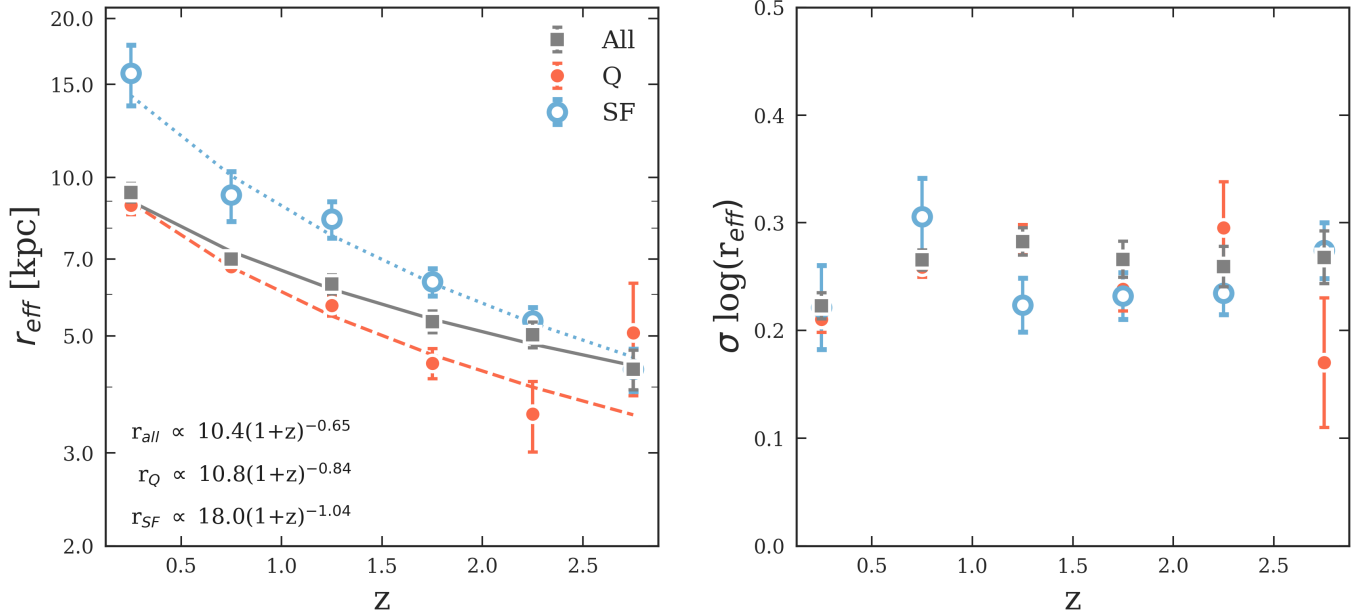 20.0
15.0
10.0
7.0
5.0
3.0
2.0
r_eff [kpc]
All
Q
SF
r_all ∝ 10.4(1+z)^−0.65
r_Q ∝ 10.8(1+z)^−0.84
r_SF ∝ 18.0(1+z)^−1.04
0.5 1.0 1.5 2.0 2.5
z
0.5
0.4
0.3
0.2
0.1
0.0
σ log(r_eff)
0.5 1.0 1.5 2.0 2.5
z